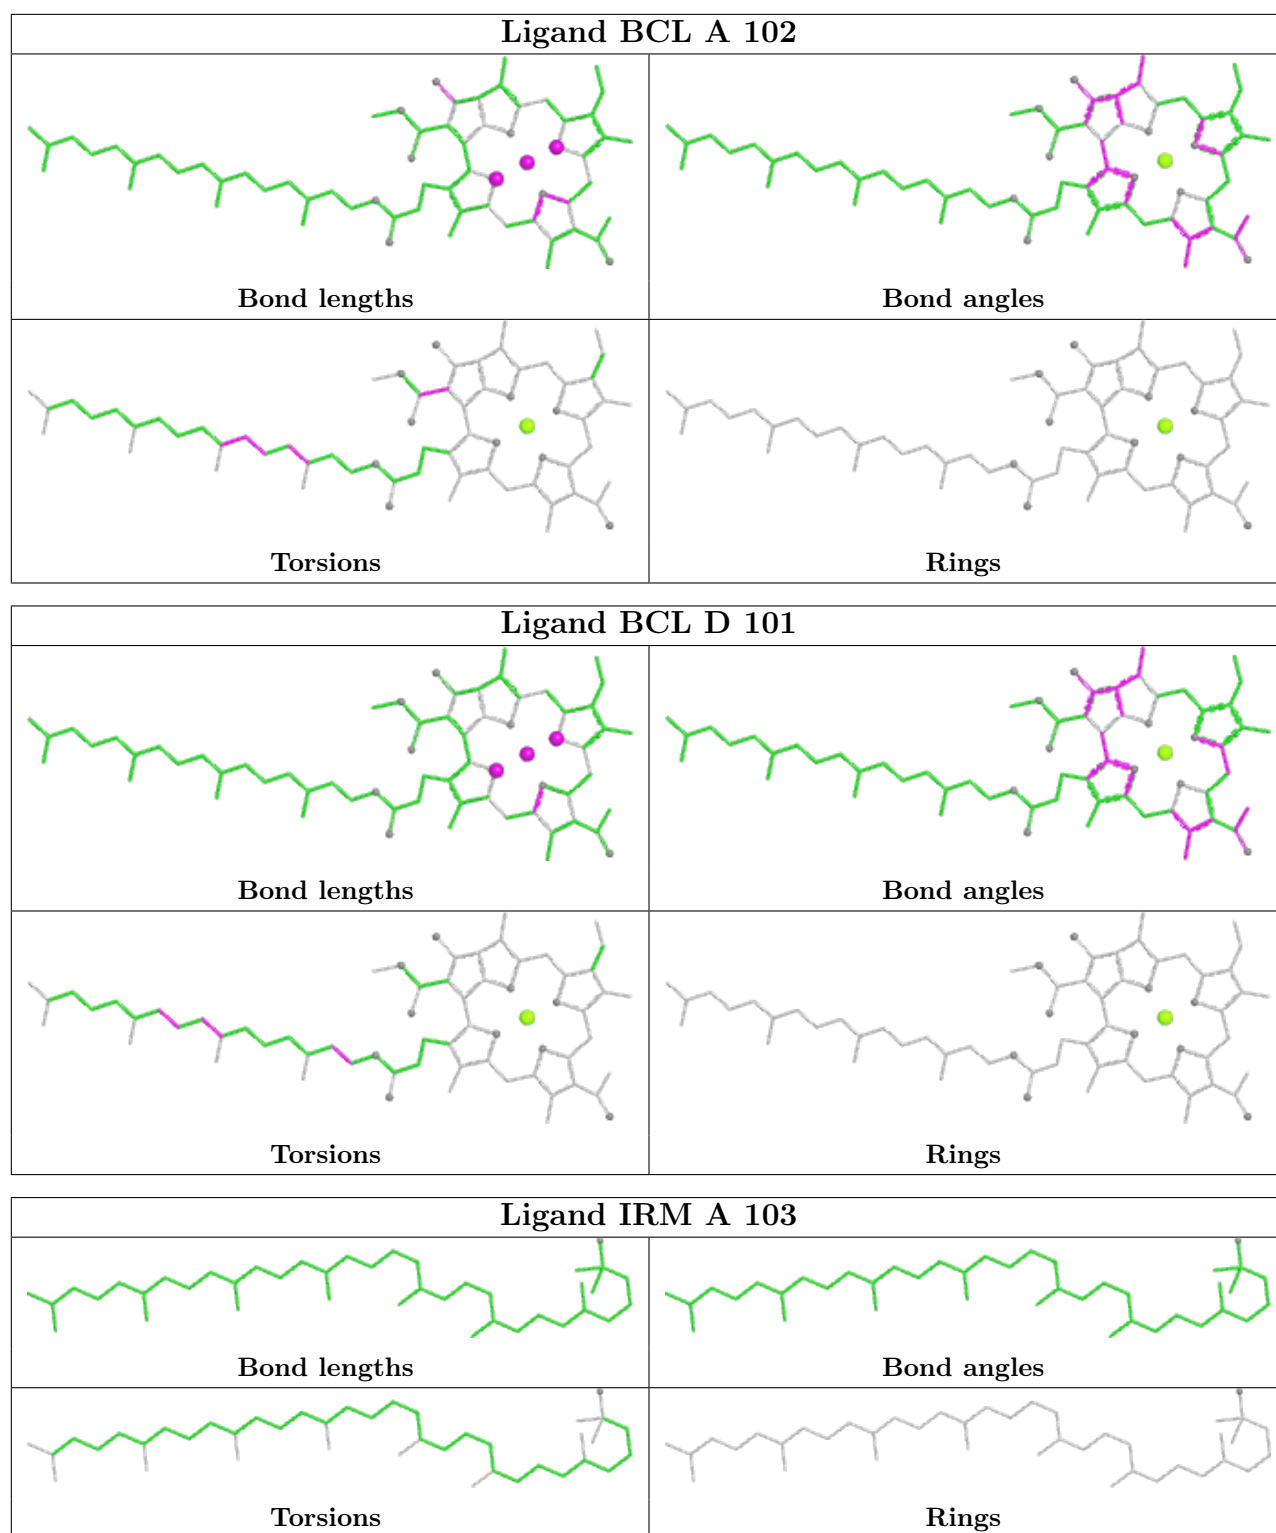 Ligand BCL A 102
Bond lengths
Bond angles
Torsions
Rings
Ligand BCL D 101
Bond lengths
Bond angles
Torsions
Rings
Ligand IRM A 103
Bond lengths
Bond angles
Torsions
Rings